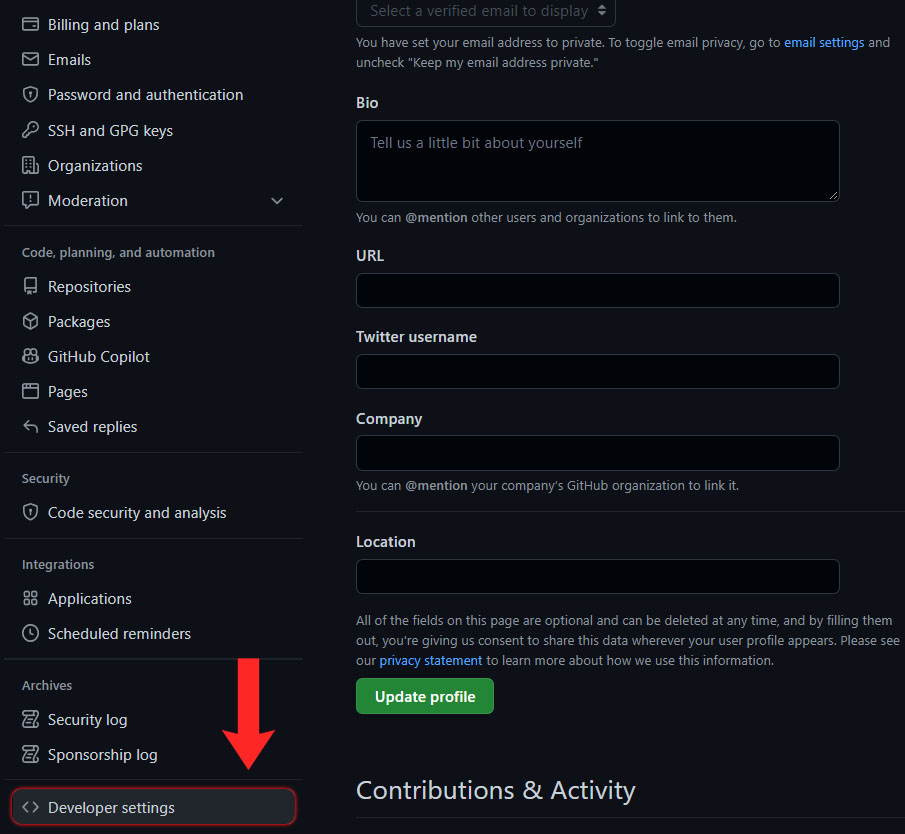 Billing and plans
Emails
Password and authentication
SSH and GPG keys
Organizations
Moderation
Code, planning, and automation
Repositories
Packages
GitHub Copilot
Pages
Saved replies
Security
Code security and analysis
Integrations
Applications
Scheduled reminders
Archives
Security log
Sponsorship log
Developer settings
Select a verified email to display
You have set your email address to private. To toggle email privacy, go to email settings and
uncheck "Keep my email address private."
Bio
Tell us a little bit about yourself
You can @mention other users and organizations to link to them.
URL
Twitter username
Company
You can @mention your company's GitHub organization to link it.
Location
All of the fields on this page are optional and can be deleted at any time, and by filling them
out, you're giving us consent to share this data wherever your user profile appears. Please see
our privacy statement to learn more about how we use this information.
Update profile
Contributions & Activity